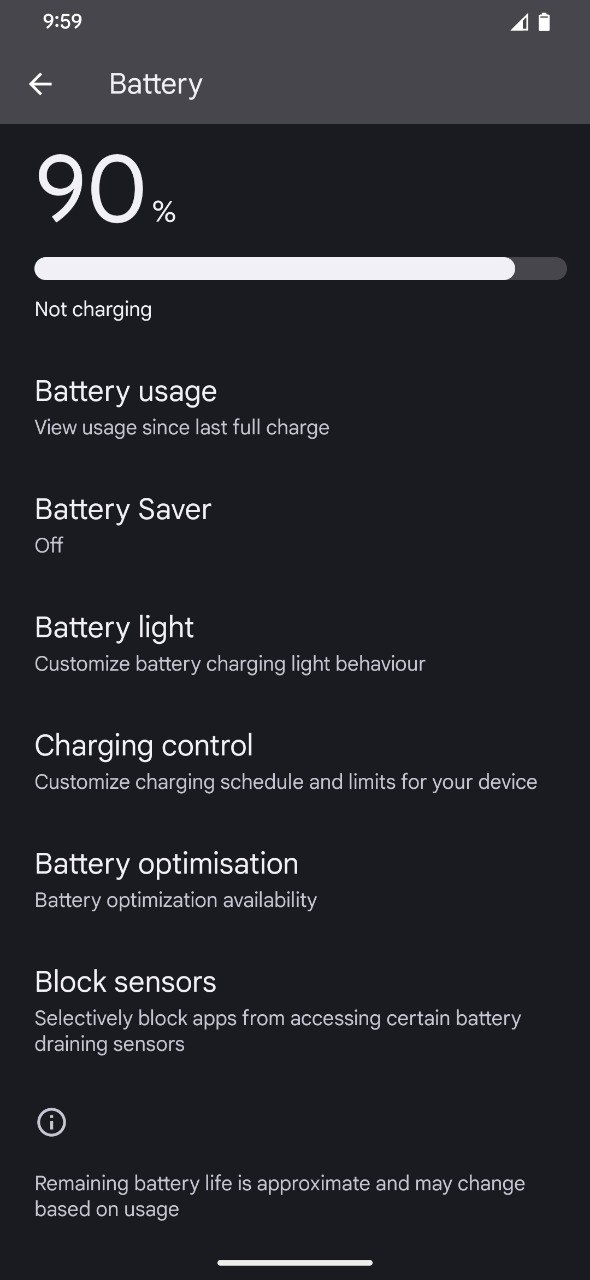 9:59
Battery
90%
Not charging
Battery usage
View usage since last full charge
Battery Saver
Off
Battery light
Customize battery charging light behaviour
Charging control
Customize charging schedule and limits for your device
Battery optimisation
Battery optimization availability
Block sensors
Selectively block apps from accessing certain battery
draining sensors
Remaining battery life is approximate and may change
based on usage